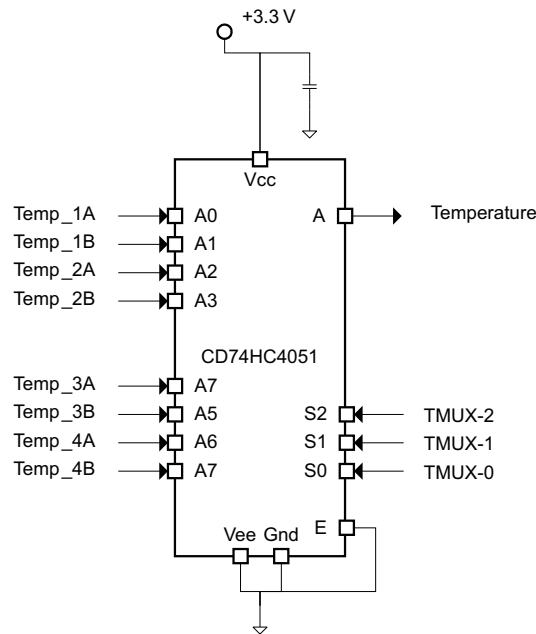 +3.3 V
Vcc
Temp_1A A0 A Temperature
Temp_1B A1
Temp_2A A2
Temp_2B A3
CD74HC4051
Temp_3A A7
Temp_3B A5 S2 TMUX-2
Temp_4A A6 S1 TMUX-1
Temp_4B A7 S0 TMUX-0
E
Vee Gnd